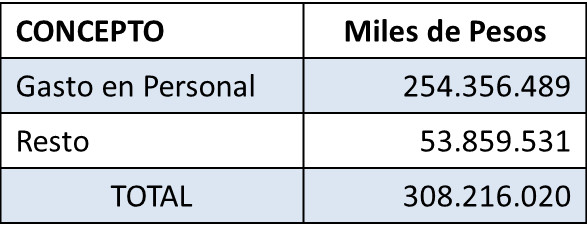 CONCEPTO Miles de Pesos
Gasto en Personal 254.356.489
Resto 53.859.531
TOTAL 308.216.020